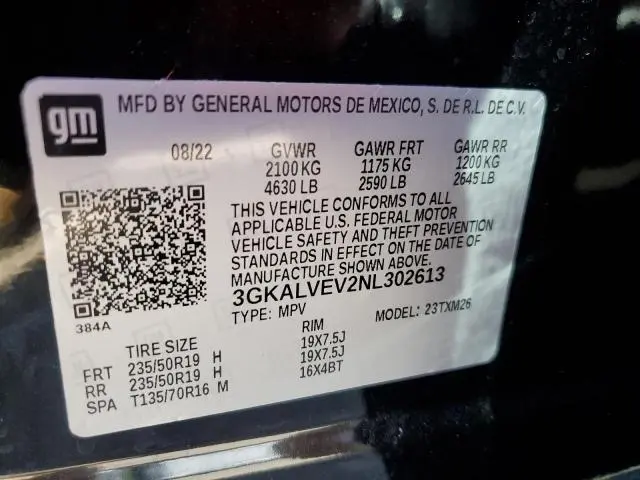 gm
MFD BY GENERAL MOTORS DE MEXICO, S. DE R.L. DE C.V.
08/22 GVWR GAWR FRT GAWR RR
2100 KG 1175 KG 1200 KG
4630 LB 2590 LB 2645 LB
THIS VEHICLE CONFORMS TO ALL
APPLICABLE U.S. FEDERAL MOTOR
VEHICLE SAFETY AND THEFT PREVENTION
STANDARDS IN EFFECT ON THE DATE OF
MANUFACTURE SHOWN ABOVE.
3GKALVEV2NL302613
384A
TYPE: MPV MODEL: 23TXM26
TIRE SIZE RIM
FRT 235/50R19 H 19X7.5J
RR 235/50R19 H 19X7.5J
SPA T135/70R16 M 16X4BT